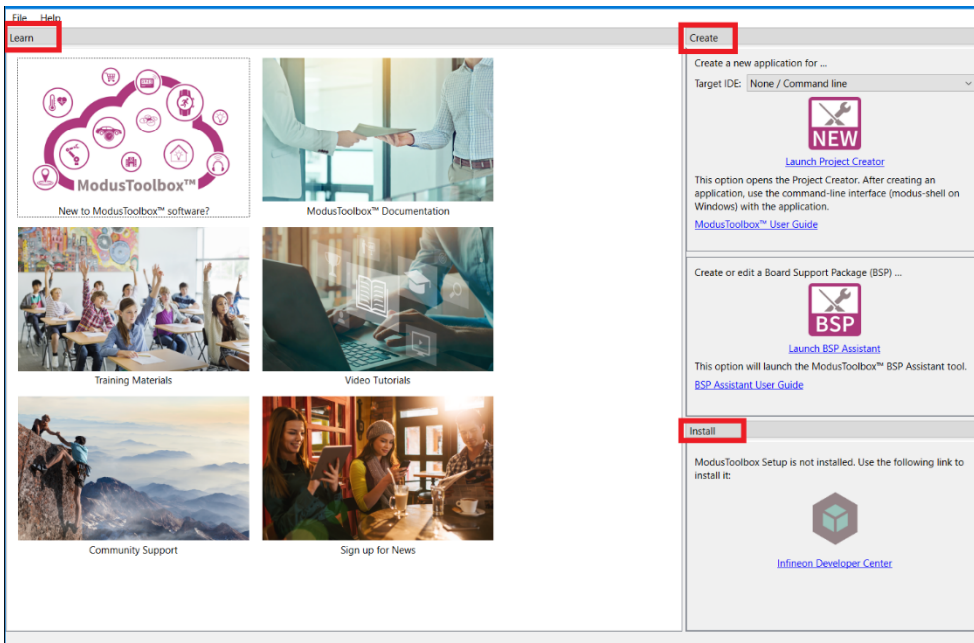 File Help
Learn
ModusToolbox™
New to ModusToolbox™ software?
ModusToolbox™ Documentation
Training Materials
Video Tutorials
Community Support
Sign up for News
Create
Create a new application for ...
Target IDE: None / Command line
NEW
Launch Project Creator
This option opens the Project Creator. After creating an
application, use the command-line interface (modus-shell on
Windows) with the application.
ModusToolbox™ User Guide
Create or edit a Board Support Package (BSP) ...
BSP
Launch BSP Assistant
This option will launch the ModusToolbox™ BSP Assistant tool.
BSP Assistant User Guide
Install
ModusToolbox Setup is not installed. Use the following link to
install it:
Infineon Developer Center